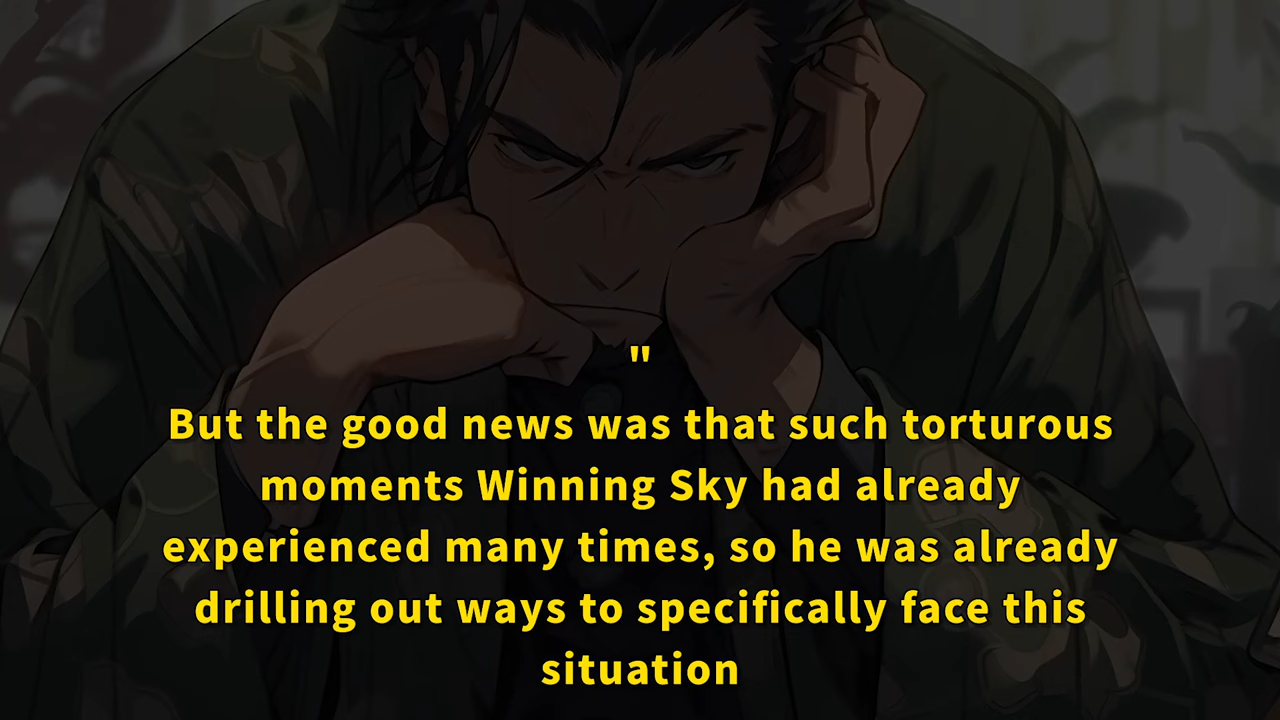 "
But the good news was that such torturous
moments Winning Sky had already
experienced many times, so he was already
drilling out ways to specifically face this
situation